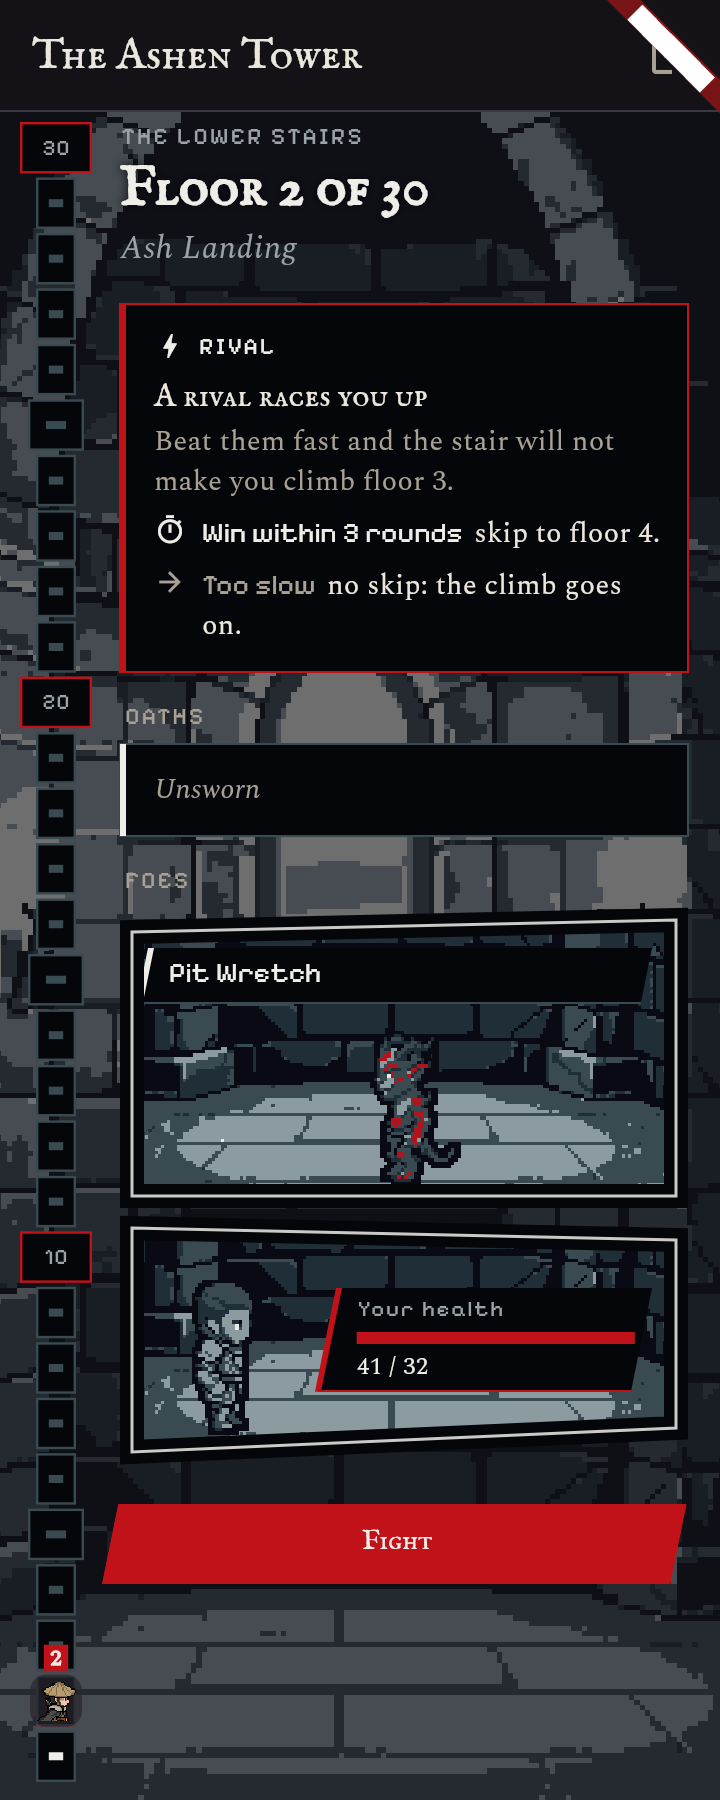 The Ashen Tower
30
THE LOWER STAIRS
Floor 2 of 30
Ash Landing
RIVAL
A rival races you up
Beat them fast and the stair will not
make you climb floor 3.
Win within 3 rounds skip to floor 4.
Too slow no skip: the climb goes
on.
20
OATHS
Unsworn
FOES
Pit Wretch
10
Your health
41 / 32
Fight
2